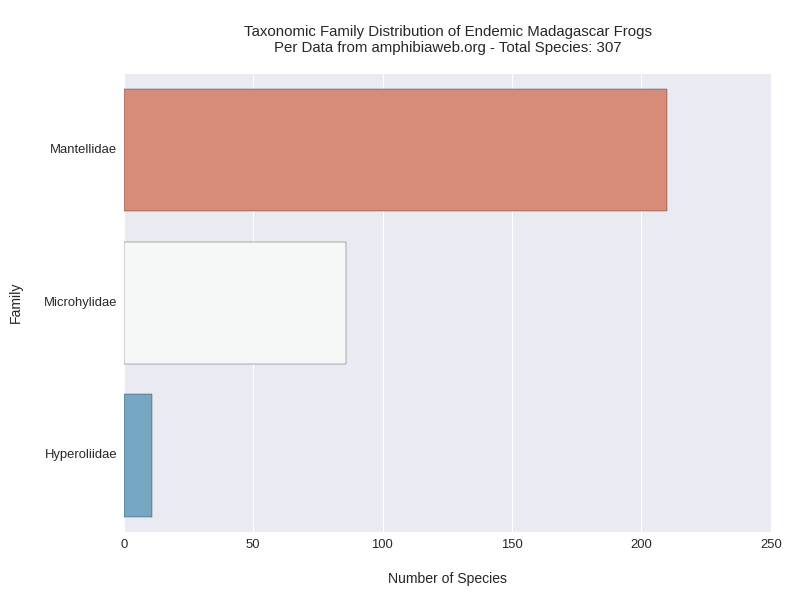 Taxonomic Family Distribution of Endemic Madagascar Frogs
Per Data from amphibiaweb.org - Total Species: 307
Mantellidae
Microhylidae
Hyperoliidae
Family
0 50 100 150 200 250
Number of Species